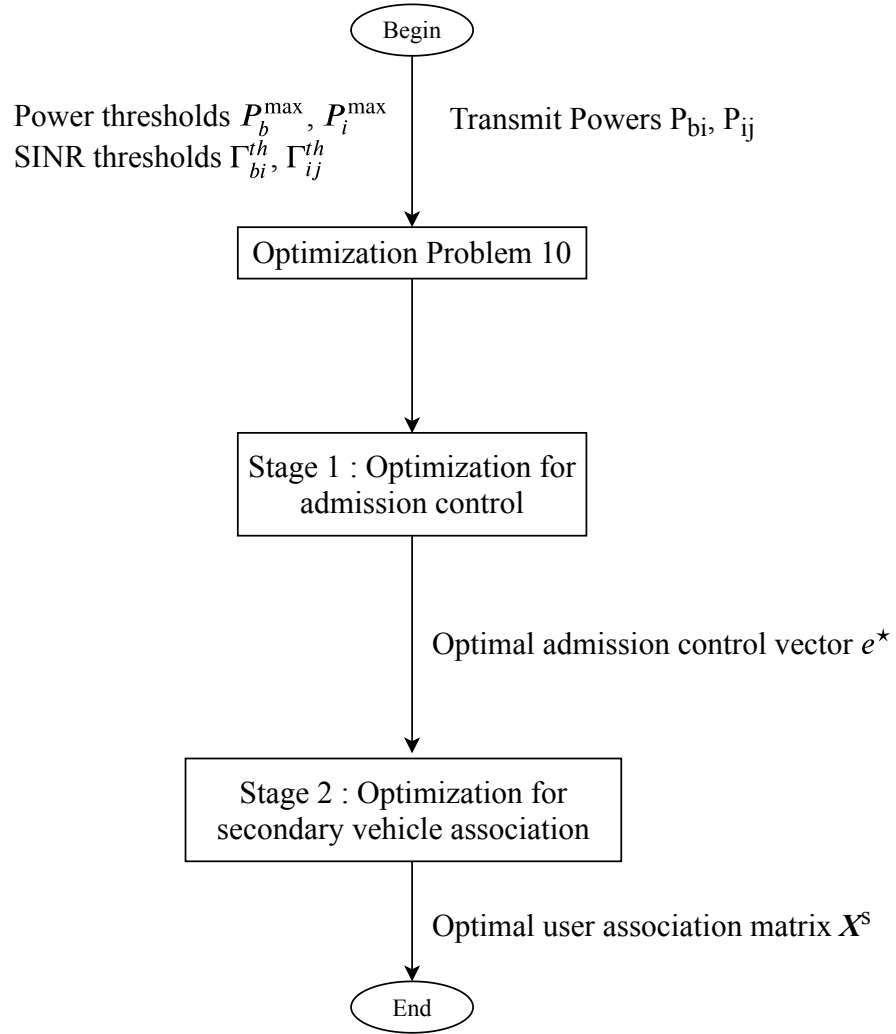 Begin
Power thresholds P_b^max, P_i^max
SINR thresholds Γ_bi^th, Γ_ij^th
Transmit Powers P_bi, P_ij
Optimization Problem 10
Stage 1 : Optimization for
admission control
Optimal admission control vector e*
Stage 2 : Optimization for
secondary vehicle association
Optimal user association matrix X^s
End